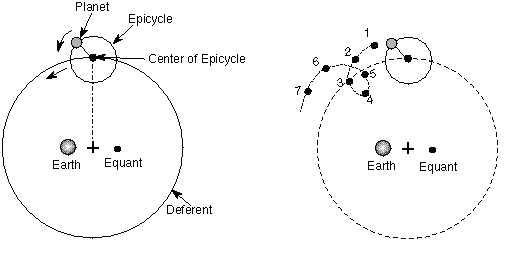 Planet
Epicycle
Center of Epicycle
Earth
Equant
Deferent
1
2
3
4
5
6
7
Earth
Equant